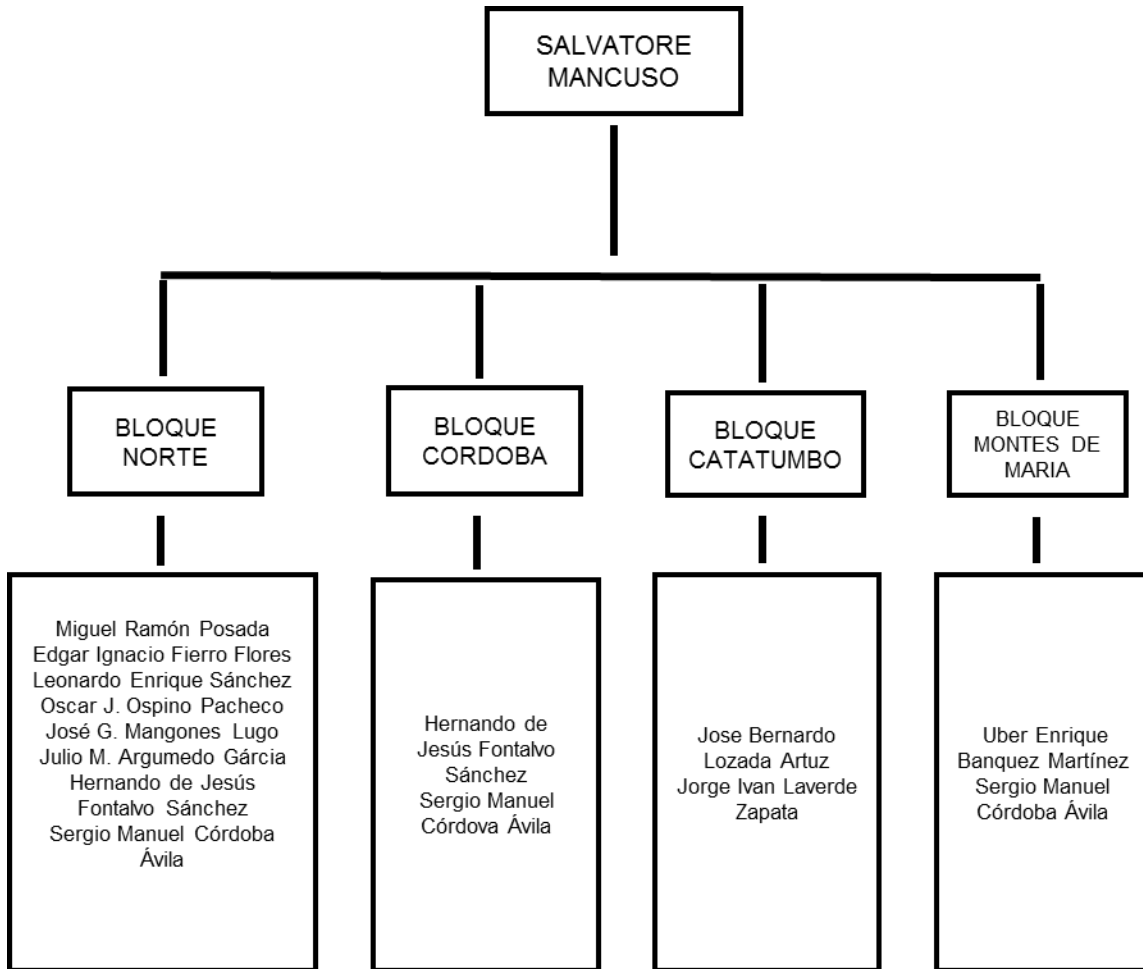 SALVATORE
MANCUSO
BLOQUE
NORTE
BLOQUE
CORDOBA
BLOQUE
CATATUMBO
BLOQUE
MONTES DE
MARIA
Miguel Ramón Posada
Edgar Ignacio Fierro Flores
Leonardo Enrique Sánchez
Oscar J. Ospino Pacheco
José G. Mangones Lugo
Julio M. Argumedo Gárcia
Hernando de Jesús
Fontalvo Sánchez
Sergio Manuel Córdoba
Ávila
Hernando de
Jesús Fontalvo
Sánchez
Sergio Manuel
Córdova Ávila
Jose Bernardo
Lozada Artuz
Jorge Ivan Laverde
Zapata
Uber Enrique
Banquez Martínez
Sergio Manuel
Córdoba Ávila